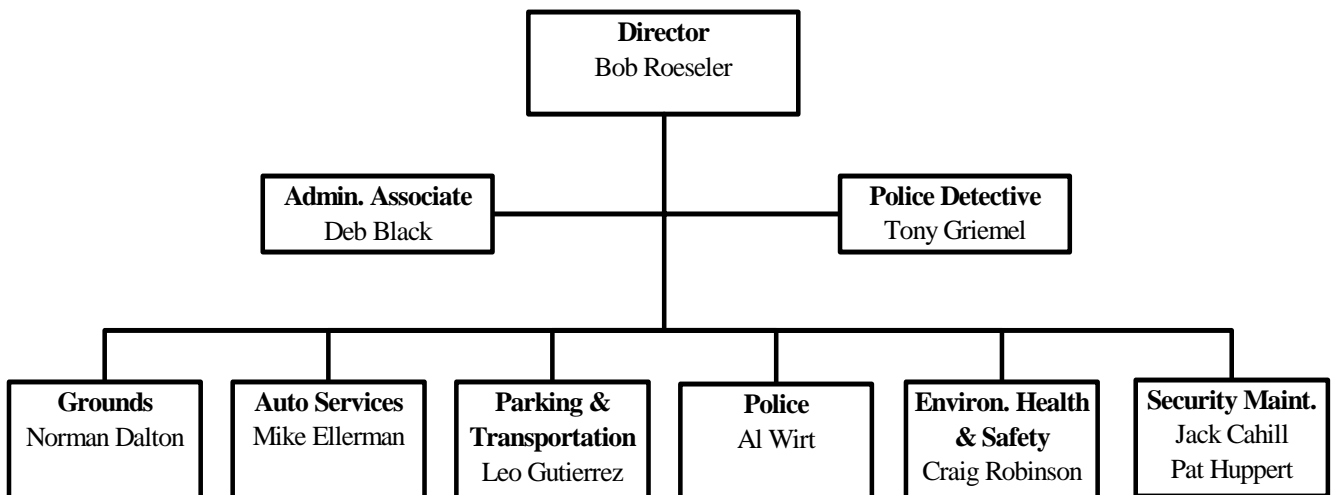 Director
Bob Roeseler
Admin. Associate
Deb Black
Police Detective
Tony Griemel
Grounds
Norman Dalton
Auto Services
Mike Ellerman
Parking &
Transportation
Leo Gutierrez
Police
Al Wirt
Environ. Health
& Safety
Craig Robinson
Security Maint.
Jack Cahill
Pat Huppert